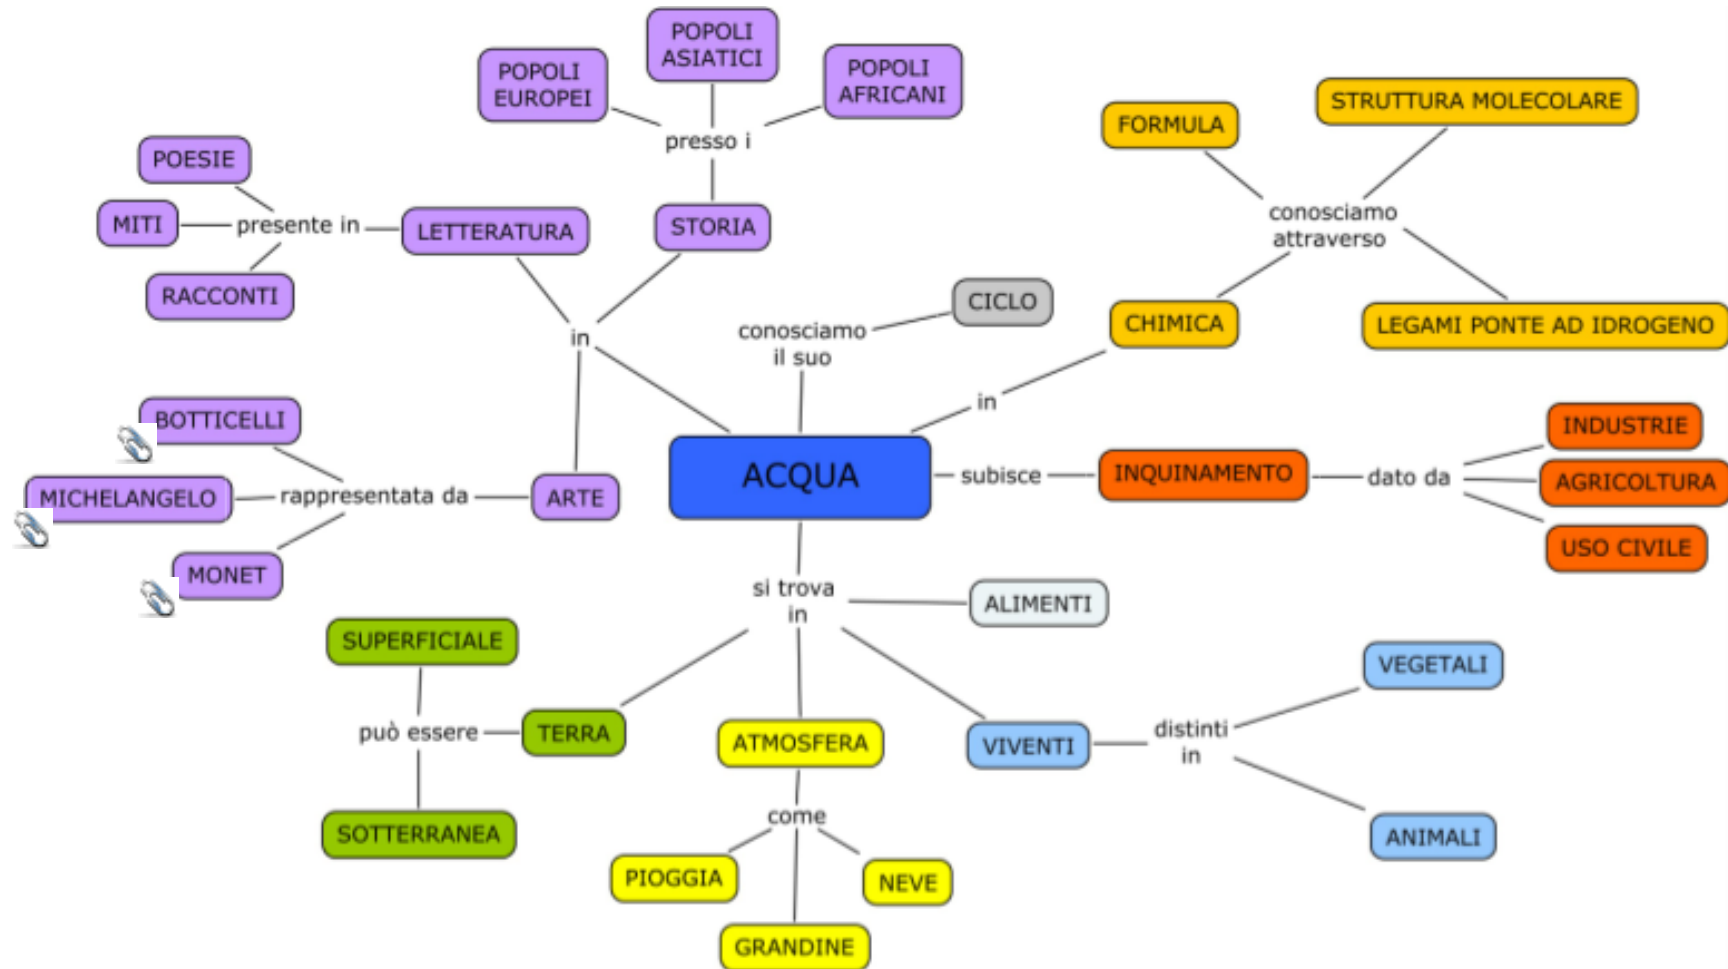 POPOLI
ASIATICI
POPOLI
EUROPEI
POPOLI
AFRICANI
presso i
STORIA
POESIE
MITI
RACCONTI
presente in
LETTERATURA
in
FORMULA
STRUTTURA MOLECOLARE
conosciamo
attraverso
CHIMICA
LEGAMI PONTE AD IDROGENO
in
CICLO
conosciamo
il suo
BOTTICELLI
MICHELANGELO
MONET
rappresentata da
ARTE
ACQUA
subisce
INQUINAMENTO
dato da
INDUSTRIE
AGRICOLTURA
USO CIVILE
si trova
in
ALIMENTI
SUPERFICIALE
può essere
TERRA
SOTTERRANEA
ATMOSFERA
come
PIOGGIA
NEVE
GRANDINE
VIVENTI
distinti
in
VEGETALI
ANIMALI